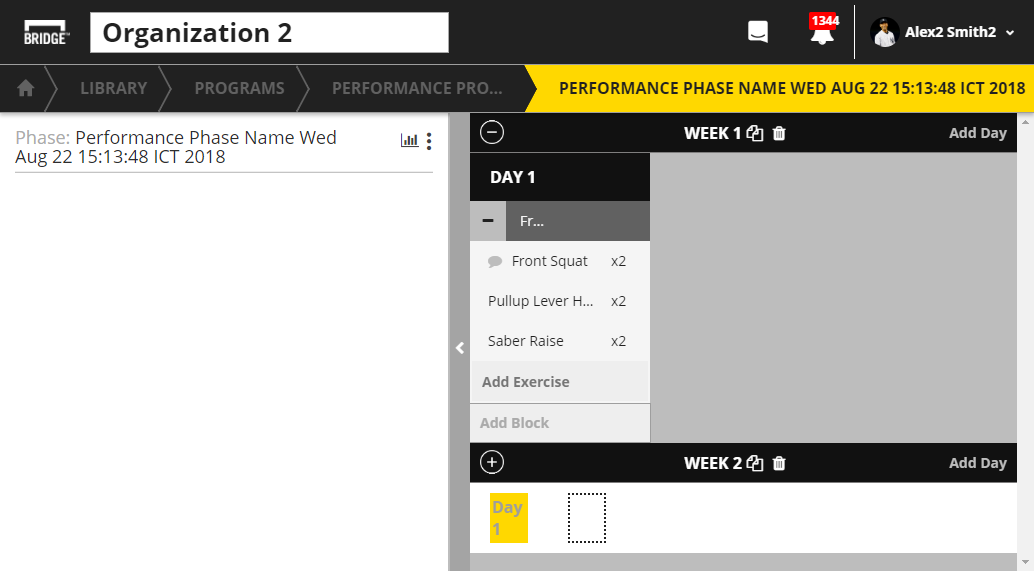 BRIDGE™
Organization 2
1344
Alex2 Smith2
LIBRARY
PROGRAMS
PERFORMANCE PRO...
PERFORMANCE PHASE NAME WED AUG 22 15:13:48 ICT 2018
Phase: Performance Phase Name Wed
Aug 22 15:13:48 ICT 2018
WEEK 1
Add Day
DAY 1
Fr...
Front Squat x2
Pullup Lever H... x2
Saber Raise x2
Add Exercise
Add Block
WEEK 2
Add Day
Day
1